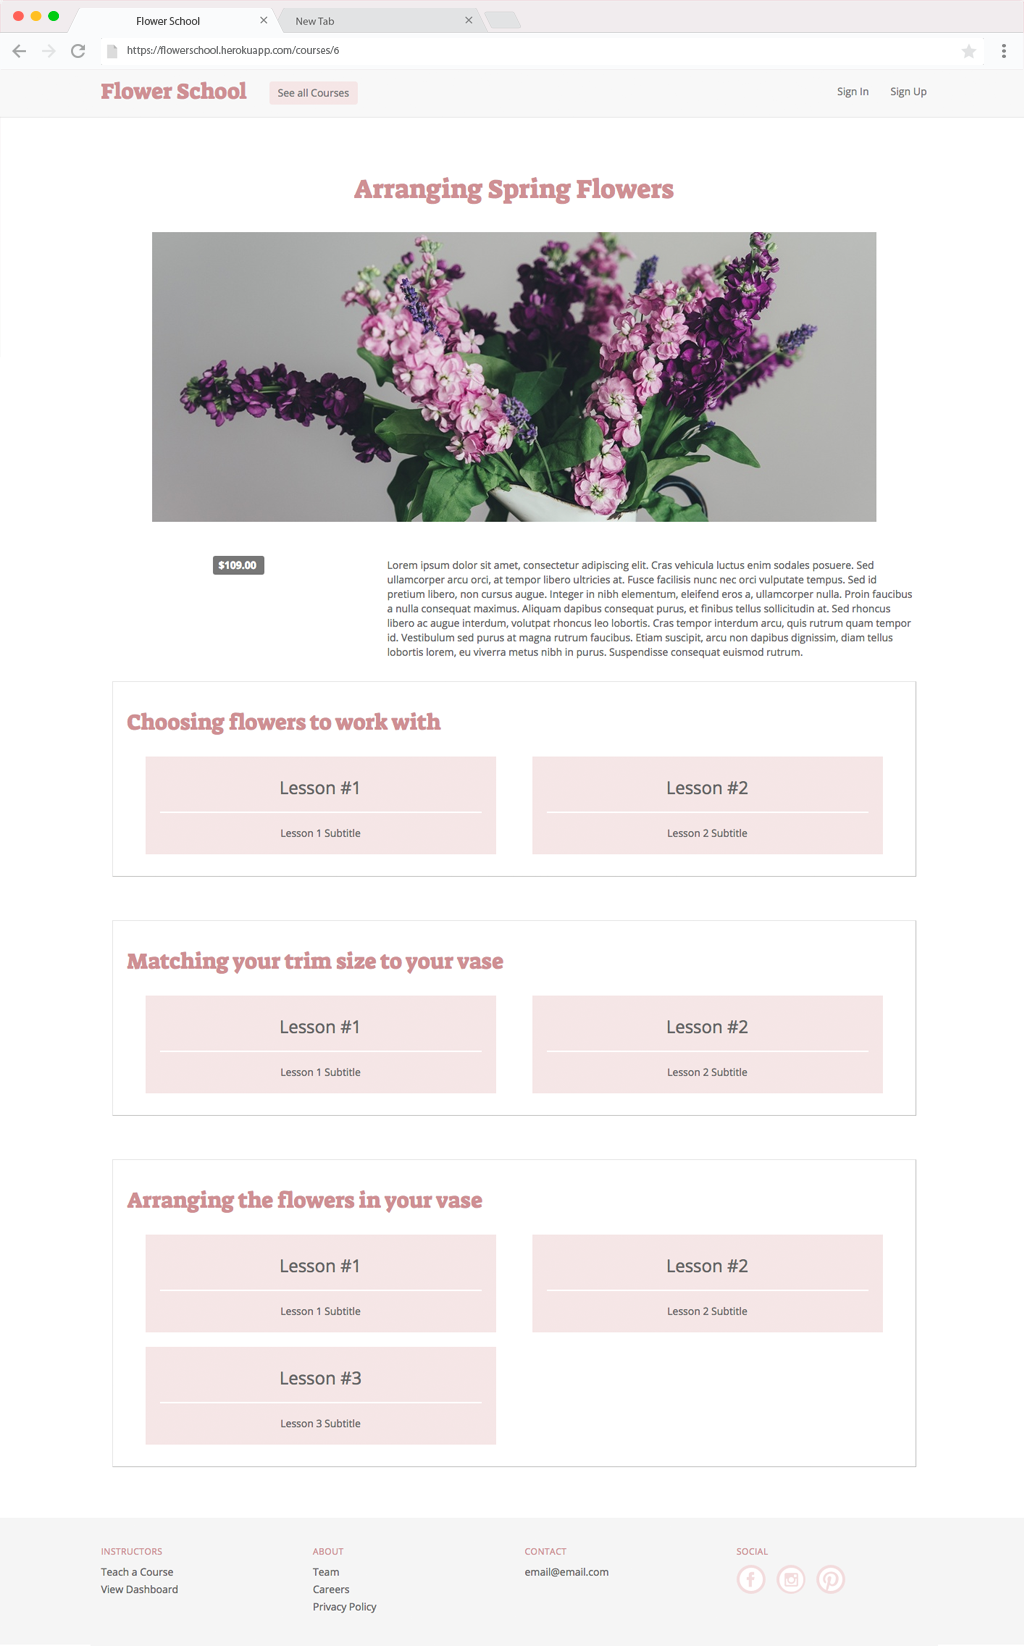 Flower School
New Tab
https://flowerschool.herokuapp.com/courses/6
Flower School
See all Courses
Sign In
Sign Up
Arranging Spring Flowers
$109.00
Lorem ipsum dolor sit amet, consectetur adipiscing elit. Cras vehicula luctus enim sodales posuere. Sed
ullamcorper arcu orci, at tempor libero ultricies at. Fusce facilisis nunc nec orci vulputate tempus. Sed id
pretium libero, non cursus augue. Integer in nibh elementum, eleifend eros a, ullamcorper nulla. Proin faucibus
a nulla consequat maximus. Aliquam dapibus consequat purus, et finibus tellus sollicitudin at. Sed rhoncus
libero ac augue interdum, volutpat rhoncus leo lobortis. Cras tempor interdum arcu, quis rutrum quam tempor
id. Vestibulum sed purus at magna rutrum faucibus. Etiam suscipit, arcu non dapibus dignissim, diam tellus
lobortis lorem, eu viverra metus nibh in purus. Suspendisse consequat euismod rutrum.
Choosing flowers to work with
Lesson #1
Lesson 1 Subtitle
Lesson #2
Lesson 2 Subtitle
Matching your trim size to your vase
Lesson #1
Lesson 1 Subtitle
Lesson #2
Lesson 2 Subtitle
Arranging the flowers in your vase
Lesson #1
Lesson 1 Subtitle
Lesson #2
Lesson 2 Subtitle
Lesson #3
Lesson 3 Subtitle
INSTRUCTORS
Teach a Course
View Dashboard
ABOUT
Team
Careers
Privacy Policy
CONTACT
email@email.com
SOCIAL